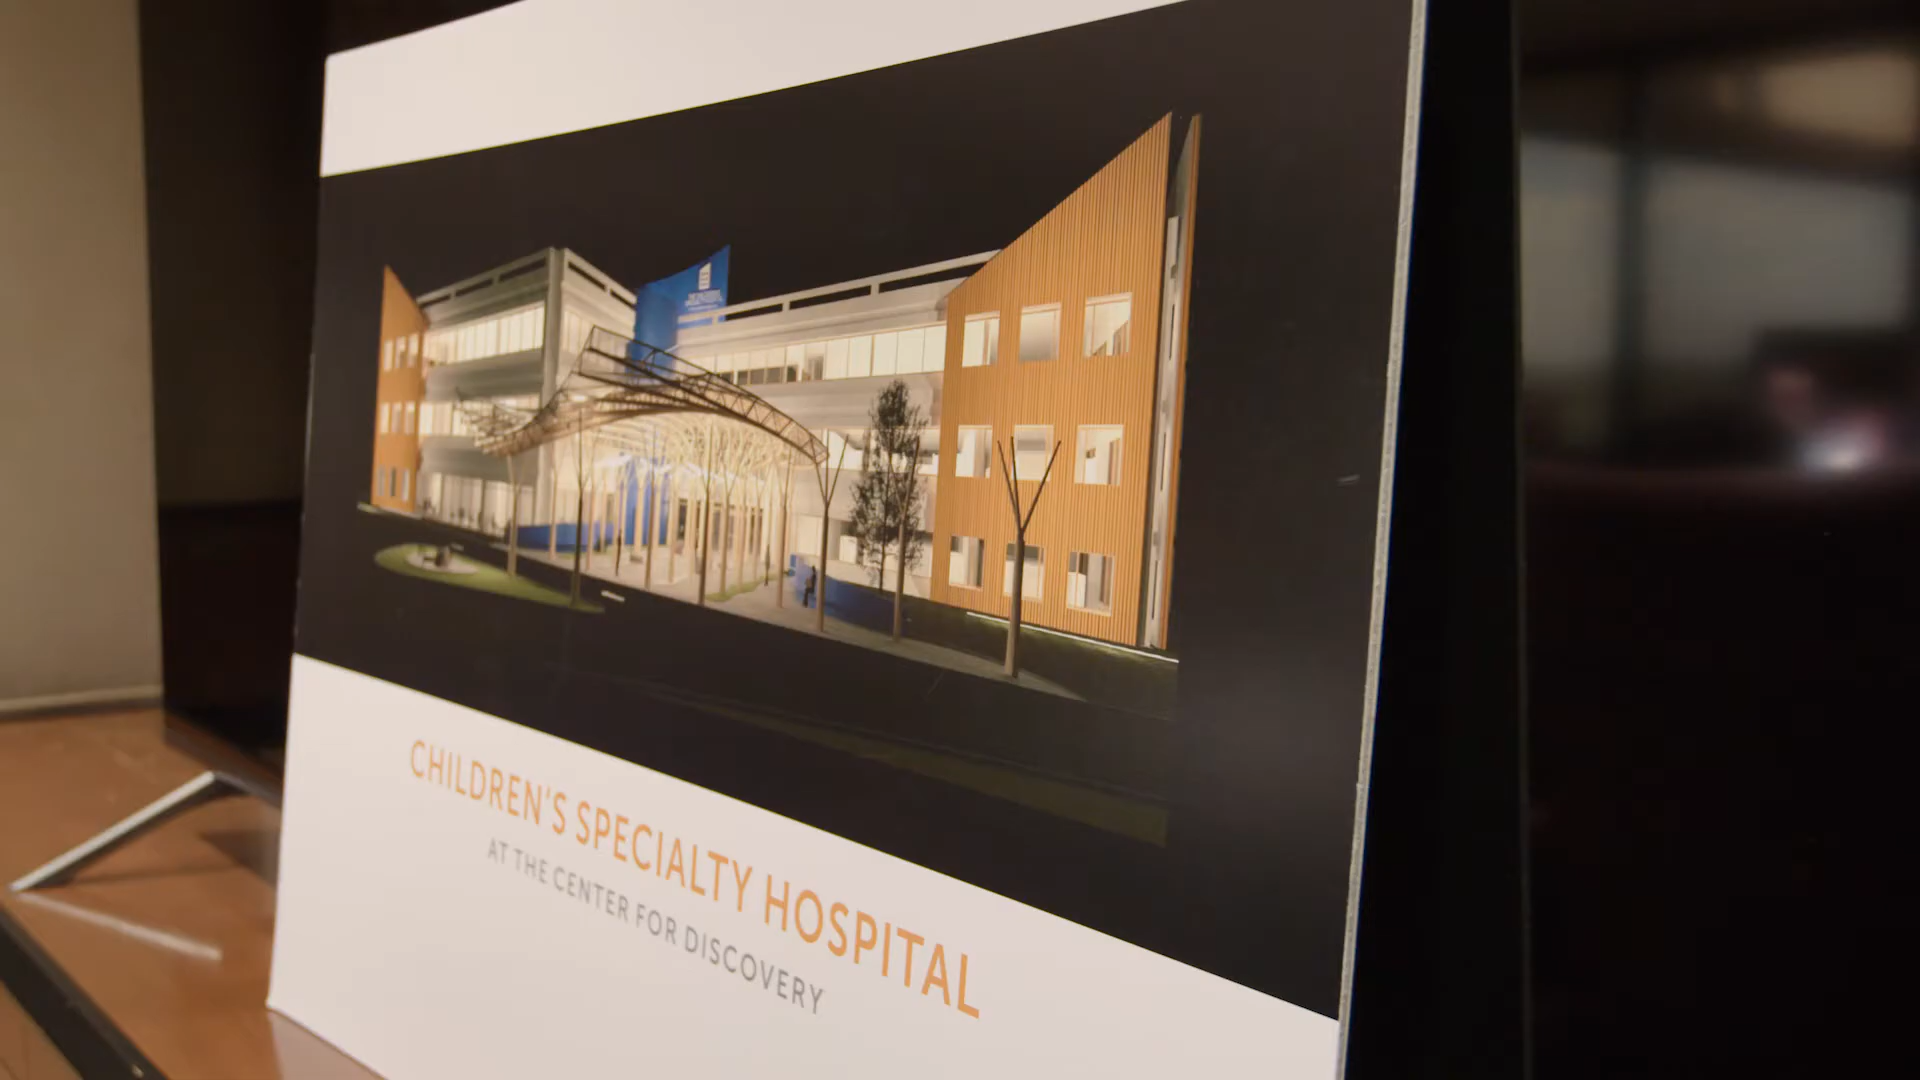 CHILDREN'S SPECIALTY HOSPITAL
AT THE CENTER FOR DISCOVERY